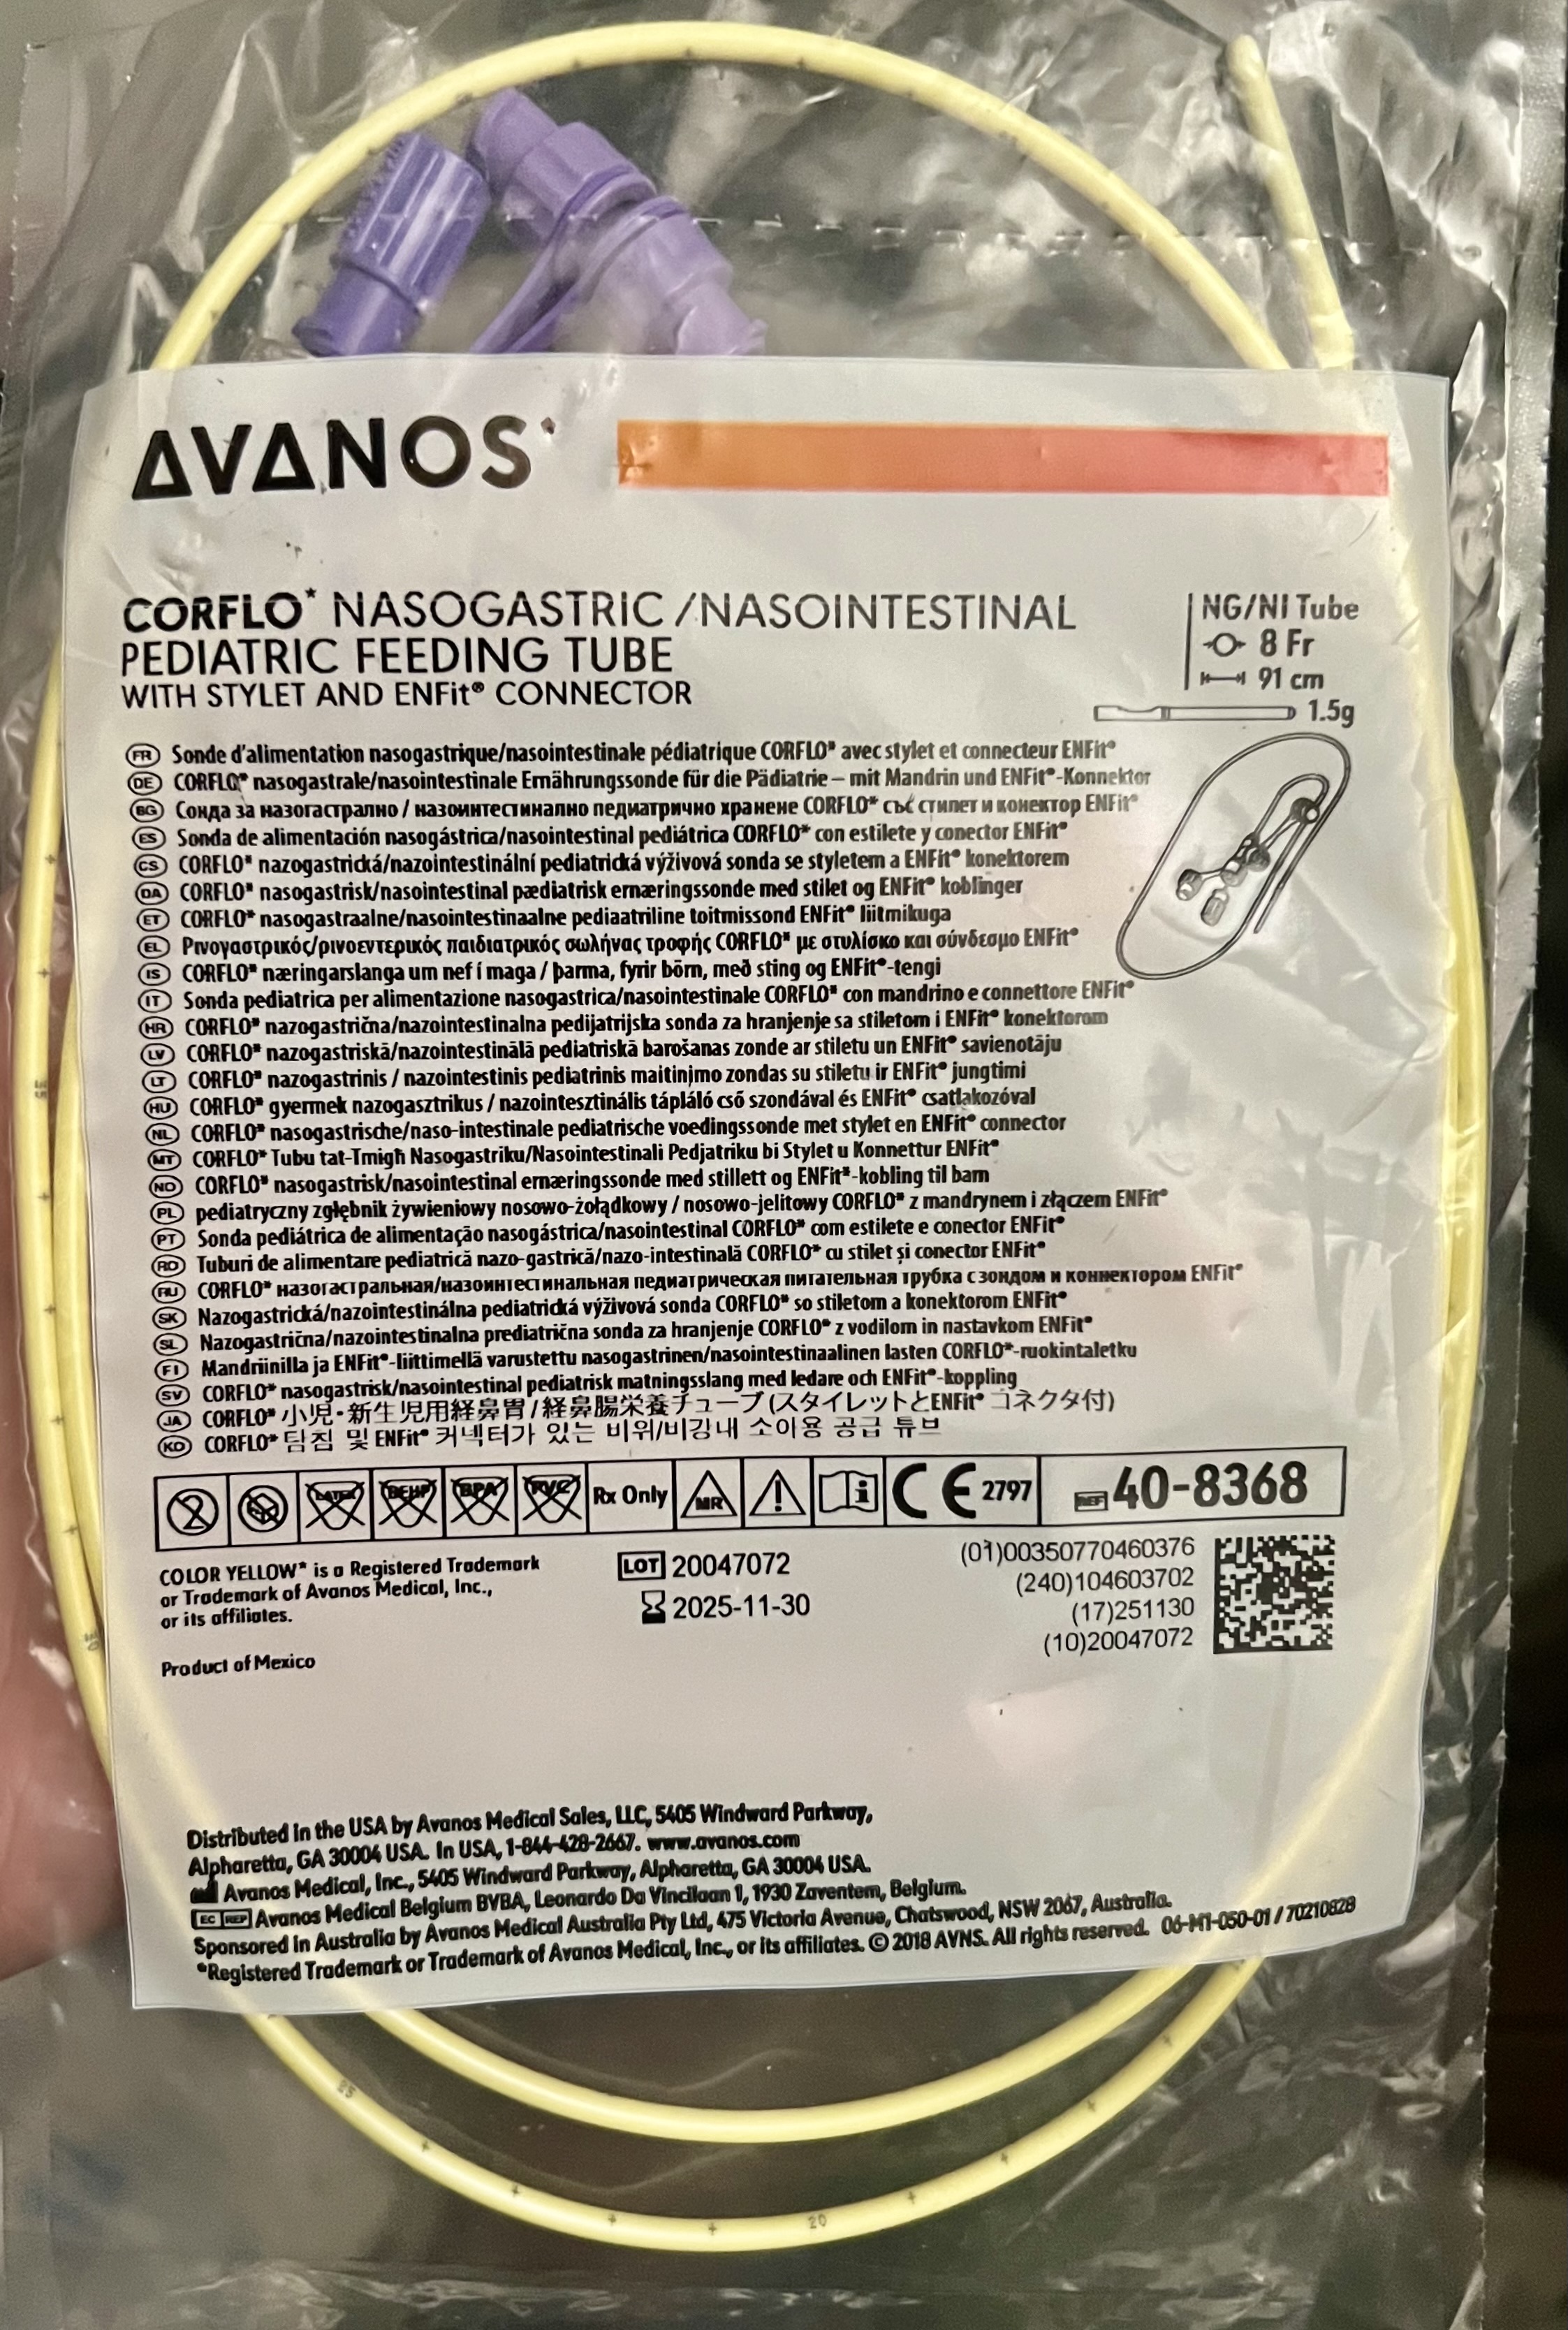 AVANOS*
CORFLO* NASOGASTRIC/NASOINTESTINAL
PEDIATRIC FEEDING TUBE
WITH STYLET AND ENFit® CONNECTOR
NG/NI Tube
8 Fr
91 cm
1.5g
FR Sonde d'alimentation nasogastrique/nasointestinale pédiatrique CORFLO* avec stylet et connecteur ENFit®
DE CORFLO* nasogastrale/nasointestinale Ernährungssonde für die Pädiatrie – mit Mandrin und ENFit®-Konnektor
BG Сонда за назогастрално / назоинтестинално педиатрично хранене CORFLO* със стилет и конектор ENFit®
ES Sonda de alimentación nasogástrica/nasointestinal pediátrica CORFLO* con estilete y conector ENFit®
CS CORFLO* nazogastrická/nazointestinální pediatrická výživová sonda se styletem a ENFit® konektorem
DA CORFLO* nasogastrisk/nasointestinal pædiatrisk ernæringssonde med stilet og ENFit® koblinger
ET CORFLO* nasogastraalne/nasointestinaalne pediaatriline toitmissond ENFit® liitmikuga
EL Ρινογαστρικός/ρινοεντερικός παιδιατρικός σωλήνας τροφής CORFLO* με στυλίσκο και σύνδεσμο ENFit®
IS CORFLO* næringarslanga um nef í maga / þarma, fyrir börn, með sting og ENFit®-tengi
IT Sonda pediatrica per alimentazione nasogastrica/nasointestinale CORFLO* con mandrino e connettore ENFit®
HR CORFLO* nazogastrična/nazointestinalna pedijatrijska sonda za hranjenje sa stiletom i ENFit® konektorom
LV CORFLO* nazogastriskā/nazointestinālā pediatriskā barošanas zonde ar stiletu un ENFit® savienotāju
LT CORFLO* nazogastrinis / nazointestinis pediatrinis maitinimo zondas su stiletu ir ENFit® jungtimi
HU CORFLO* gyermek nazogasztrikus / nazointesztinális tápláló cső szondával és ENFit® csatlakozóval
NL CORFLO* nasogastrische/naso-intestinale pediatrische voedingssonde met stylet en ENFit® connector
MT CORFLO* Tubu tat-Tmigħ Nasogastriku/Nasointestinali Pedjatriku bi Stylet u Konnettur ENFit®
NO CORFLO* nasogastrisk/nasointestinal ernæringssonde med stillett og ENFit®-kobling til barn
PL pediatryczny zgłębnik żywieniowy nosowo-żołądkowy / nosowo-jelitowy CORFLO* z mandrynem i złączem ENFit®
PT Sonda pediátrica de alimentação nasogástrica/nasointestinal CORFLO* com estilete e conector ENFit®
RO Tuburi de alimentare pediatrică nazo-gastrică/nazo-intestinală CORFLO* cu stilet și conector ENFit®
RU CORFLO* назогастральная/назоинтестинальная педиатрическая питательная трубка с зондом и коннектором ENFit®
SK Nazogastrická/nazointestinálna pediatrická výživová sonda CORFLO* so stiletom a konektorom ENFit®
SL Nazogastrična/nazointestinalna prediatrična sonda za hranjenje CORFLO* z vodilom in nastavkom ENFit®
FI Mandriinilla ja ENFit®-liittimellä varustettu nasogastrinen/nasointestinaalinen lasten CORFLO*-ruokintaletku
SV CORFLO* nasogastrisk/nasointestinal pediatrisk matningsslang med ledare och ENFit®-koppling
JA CORFLO* 小児・新生児用経鼻胃/経鼻腸栄養チューブ(スタイレットとENFit® コネクタ付)
KO CORFLO* 탐침 및 ENFit® 커넥터가 있는 비위/비강내 소아용 공급 튜브
2 LATEX DEHP BPA PVC Rx Only MR ! i CE 2797 REF 40-8368
COLOR YELLOW* is a Registered Trademark
or Trademark of Avanos Medical, Inc.,
or its affiliates.
Product of Mexico
LOT 20047072
2025-11-30
(01)00350770460376
(240)104603702
(17)251130
(10)20047072
Distributed in the USA by Avanos Medical Sales, LLC, 5405 Windward Parkway,
Alpharetta, GA 30004 USA. In USA, 1-844-428-2667. www.avanos.com
Avanos Medical, Inc., 5405 Windward Parkway, Alpharetta, GA 30004 USA.
EC REP Avanos Medical Belgium BVBA, Leonardo Da Vincilaan 1, 1930 Zaventem, Belgium.
Sponsored in Australia by Avanos Medical Australia Pty Ltd, 475 Victoria Avenue, Chatswood, NSW 2067, Australia.
*Registered Trademark or Trademark of Avanos Medical, Inc., or its affiliates. © 2018 AVNS. All rights reserved. 06-M1-050-01 / 70210828
25
20